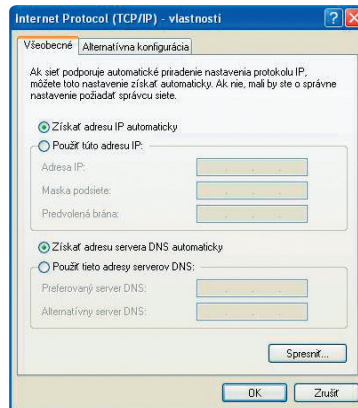 Internet Protocol (TCP/IP) - vlastnosti
Všeobecné
Alternatívna konfigurácia
Ak sieť podporuje automatické priradenie nastavenia protokolu IP,
môžete toto nastavenie získať automaticky. Ak nie, mali by ste o správne
nastavenie požiadať správcu siete.
Získať adresu IP automaticky
Použiť túto adresu IP:
Adresa IP:
Maska podsiete:
Predvolená brána:
Získať adresu servera DNS automaticky
Použiť tieto adresy serverov DNS:
Preferovaný server DNS:
Alternatívny server DNS:
Spresniť...
OK
Zrušiť